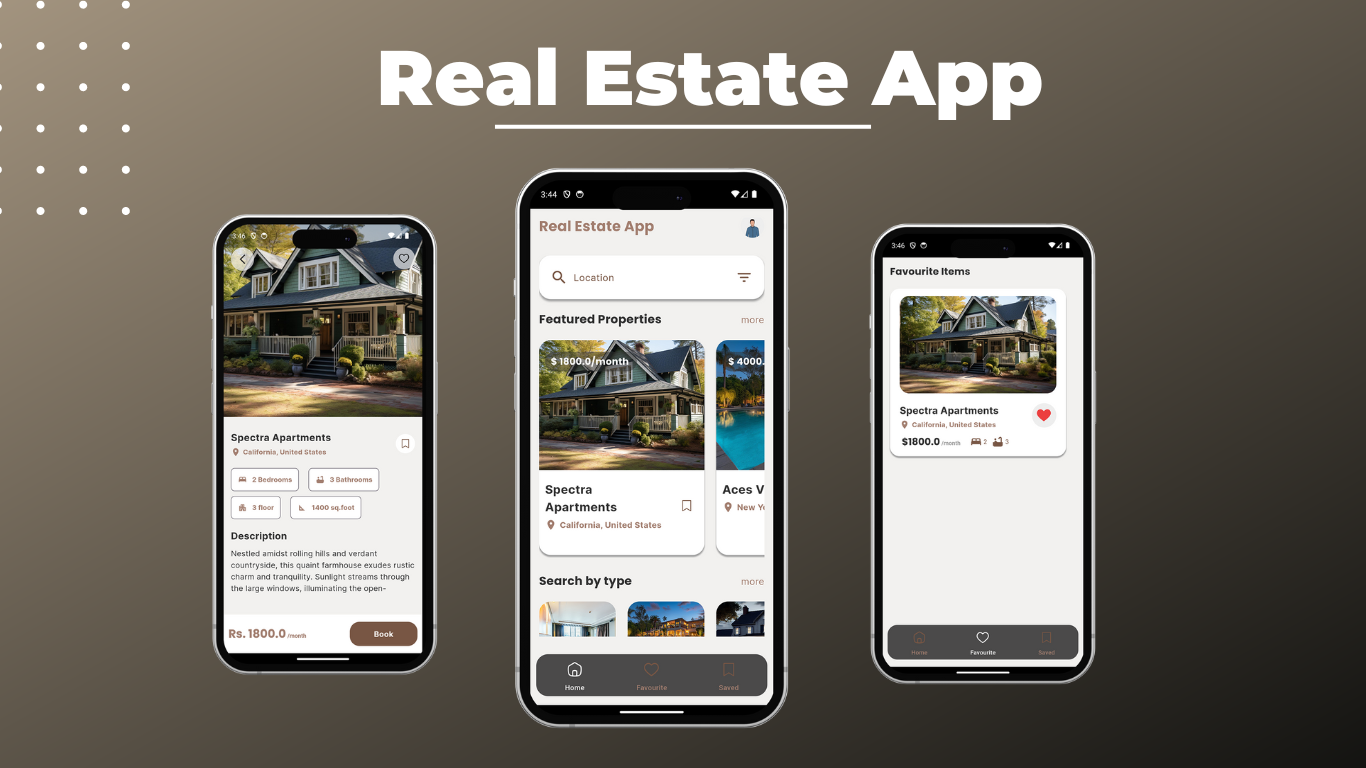 Real Estate App
3:46
Spectra Apartments
California, United States
2 Bedrooms
3 Bathrooms
3 floor
1400 sq.foot
Description
Nestled amidst rolling hills and verdant
countryside, this quaint farmhouse exudes rustic
charm and tranquility. Sunlight streams through
the large windows, illuminating the open-
Rs. 1800.0 /month
Book
3:44
Real Estate App
Location
Featured Properties more
$ 1800.0/month
$ 4000.
Spectra
Apartments
California, United States
Aces V
New Yo
Search by type more
Home Favourite Saved
3:46
Favourite Items
Spectra Apartments
California, United States
$1800.0 /month 2 3
Home Favourite Saved